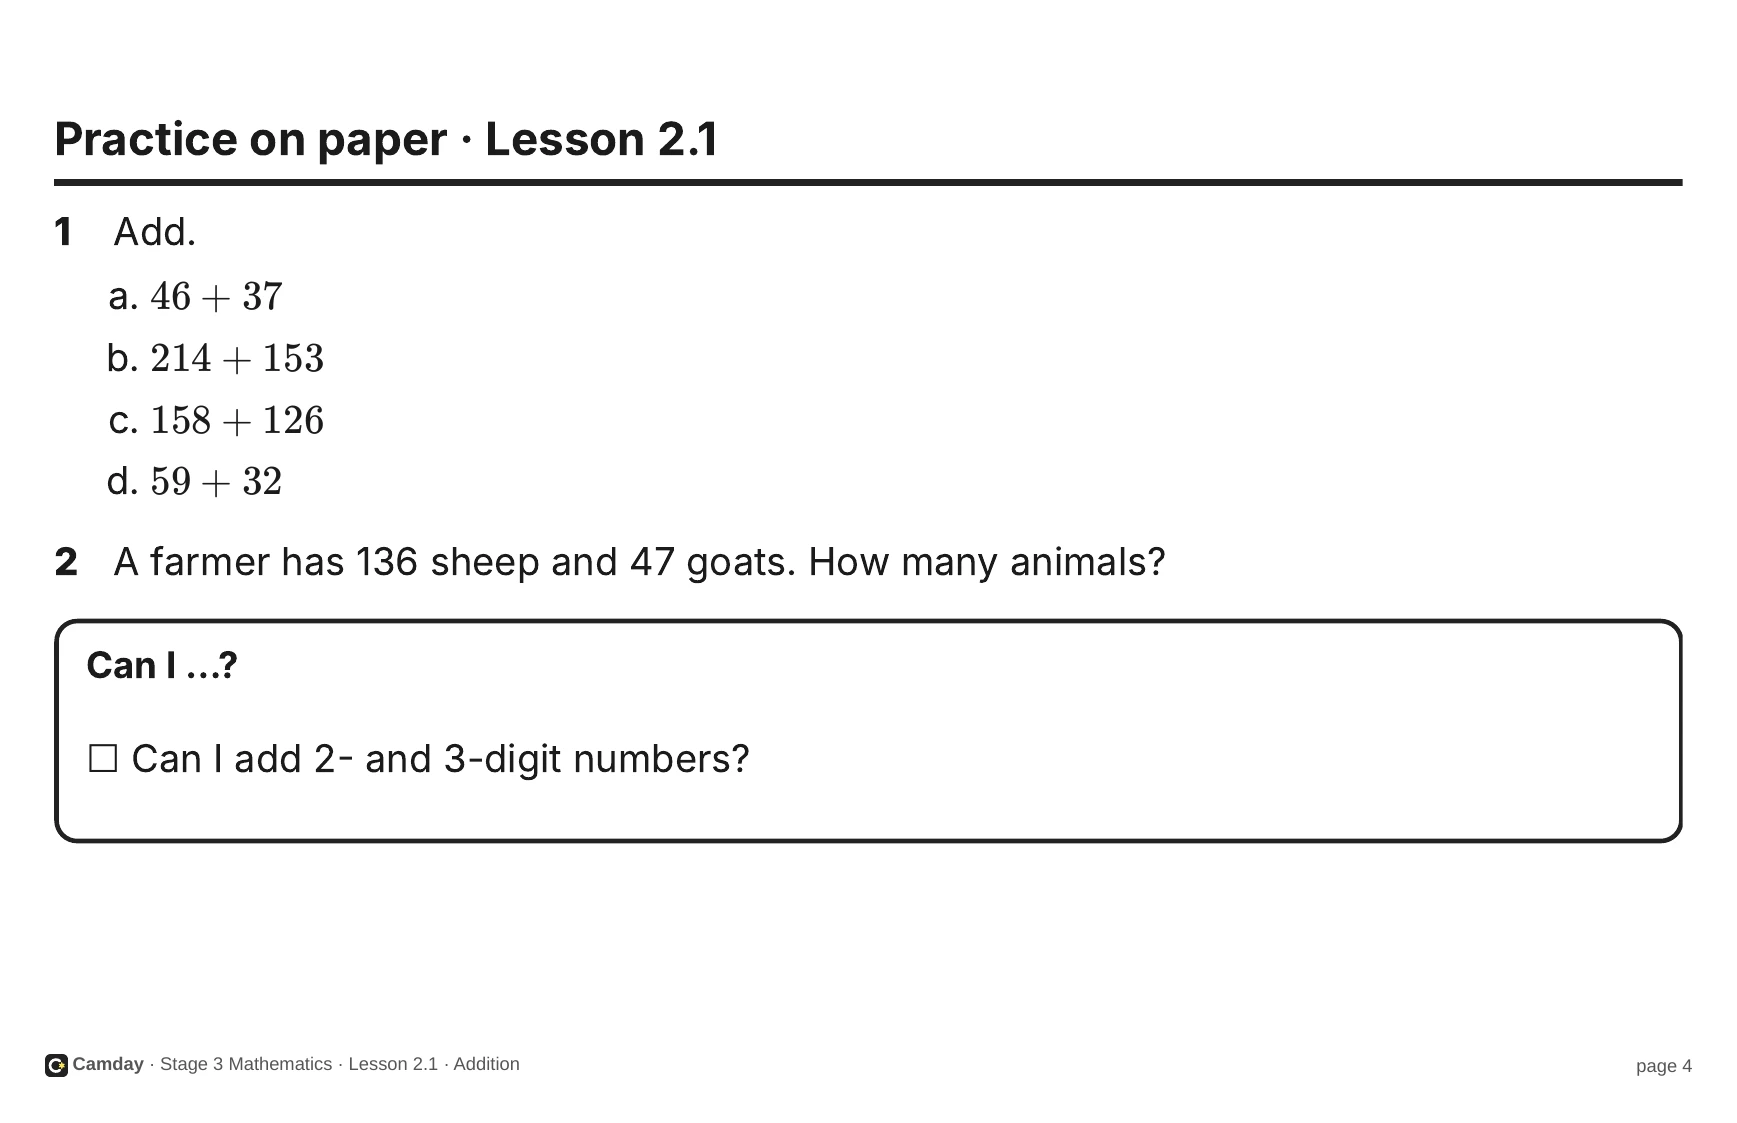 Practice on paper · Lesson 2.1
1 Add.
a. 46 + 37
b. 214 + 153
c. 158 + 126
d. 59 + 32
2 A farmer has 136 sheep and 47 goats. How many animals?
Can I ...?
☐ Can I add 2- and 3-digit numbers?
Camday · Stage 3 Mathematics · Lesson 2.1 · Addition
page 4